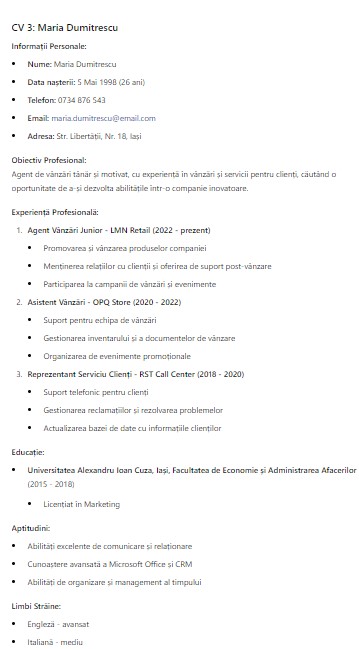 CV 3: Maria Dumitrescu
Informații Personale:
• Nume: Maria Dumitrescu
• Data nașterii: 5 Mai 1998 (26 ani)
• Telefon: 0734 876 543
• Email: maria.dumitrescu@email.com
• Adresa: Str. Libertății, Nr. 18, Iași
Obiectiv Profesional:
Agent de vânzări tânăr și motivat, cu experiență în vânzări și servicii pentru clienți, căutând o
oportunitate de a-și dezvolta abilitățile într-o companie inovatoare.
Experiență Profesională:
1. Agent Vânzări Junior - LMN Retail (2022 - prezent)
• Promovarea și vânzarea produselor companiei
• Menținerea relațiilor cu clienții și oferirea de suport post-vânzare
• Participarea la campanii de vânzări și evenimente
2. Asistent Vânzări - OPQ Store (2020 - 2022)
• Suport pentru echipa de vânzări
• Gestionarea inventarului și a documentelor de vânzare
• Organizarea de evenimente promoționale
3. Reprezentant Serviciu Clienți - RST Call Center (2018 - 2020)
• Suport telefonic pentru clienți
• Gestionarea reclamațiilor și rezolvarea problemelor
• Actualizarea bazei de date cu informațiile clienților
Educație:
• Universitatea Alexandru Ioan Cuza, Iași, Facultatea de Economie și Administrarea Afacerilor
(2015 - 2018)
• Licențiat în Marketing
Aptitudini:
• Abilități excelente de comunicare și relaționare
• Cunoaștere avansată a Microsoft Office și CRM
• Abilități de organizare și management al timpului
Limbi Străine:
• Engleză - avansat
• Italiană - mediu